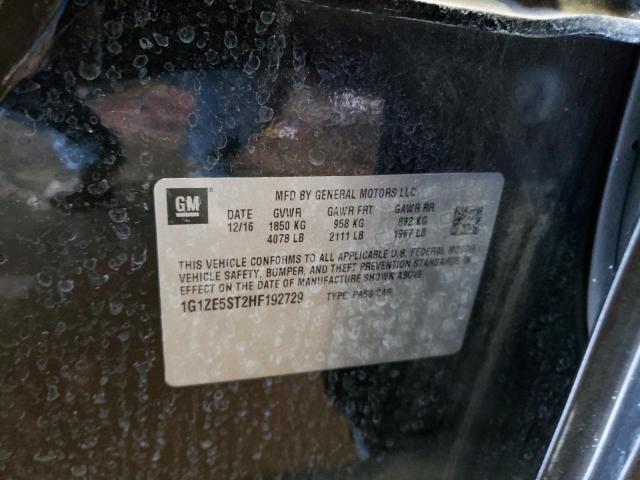 GM ®
MFD BY GENERAL MOTORS LLC
DATE GVWR GAWR FRT GAWR RR
12/16 1850 KG 958 KG 892 KG
4078 LB 2111 LB 1967 LB
THIS VEHICLE CONFORMS TO ALL APPLICABLE U.S. FEDERAL MOTOR
VEHICLE SAFETY, BUMPER, AND THEFT PREVENTION STANDARDS IN
EFFECT ON THE DATE OF MANUFACTURE SHOWN ABOVE.
1G1ZE5ST2HF192729 TYPE: PASS CAR